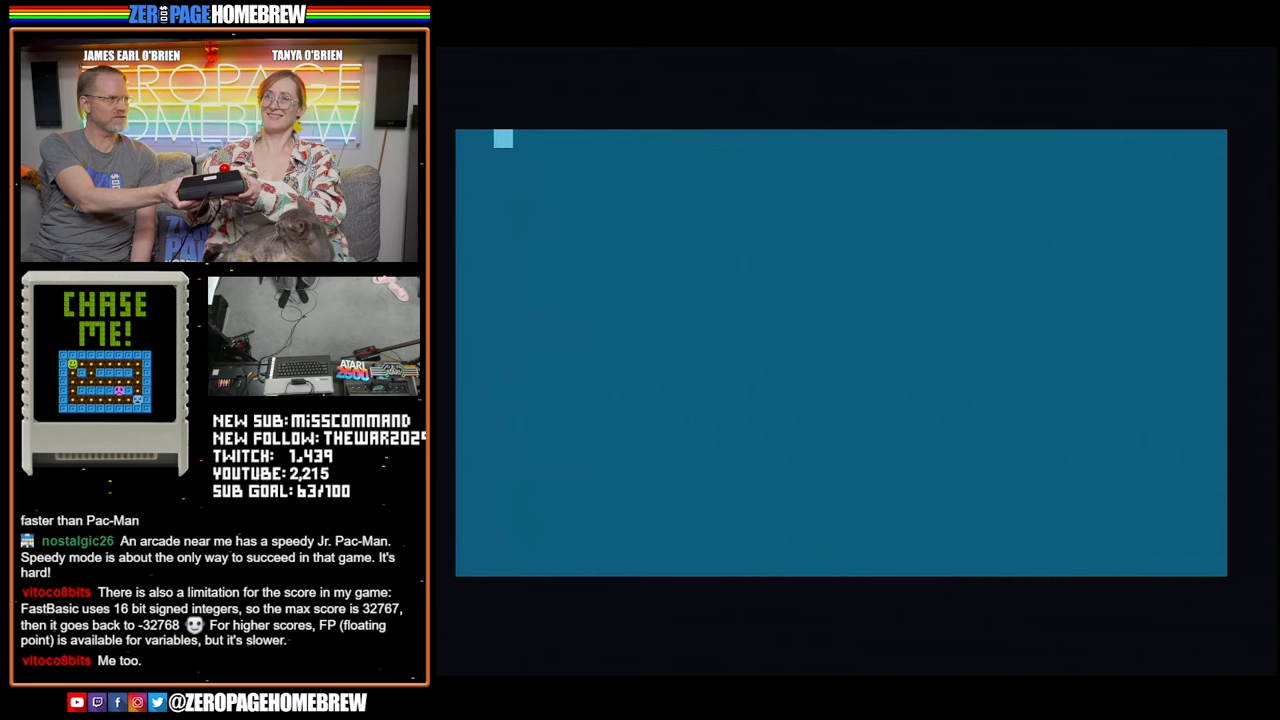 ZEROPAGE HOMEBREW
JAMES EARL O'BRIEN
TANYA O'BRIEN
CHASE
ME!
ATARI
2600
NEW SUB: MISSCOMMAND
NEW FOLLOW: THEWAR2029
TWITCH: 1,439
YOUTUBE: 2,215
SUB GOAL: 63/100
faster than Pac-Man
nostalgic26 An arcade near me has a speedy Jr. Pac-Man.
Speedy mode is about the only way to succeed in that game. It's
hard!
vitoco8bits There is also a limitation for the score in my game:
FastBasic uses 16 bit signed integers, so the max score is 32767,
then it goes back to -32768 For higher scores, FP (floating
point) is available for variables, but it's slower.
vitoco8bits Me too.
@ZEROPAGEHOMEBREW